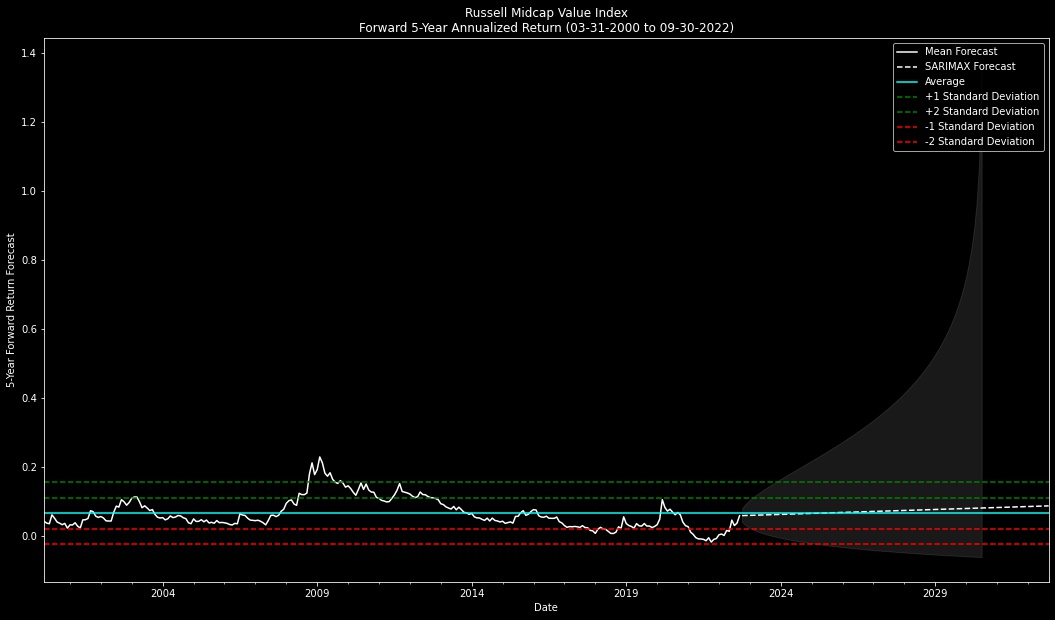 Russell Midcap Value Index
Forward 5-Year Annualized Return (03-31-2000 to 09-30-2022)
Mean Forecast
SARIMAX Forecast
Average
+1 Standard Deviation
+2 Standard Deviation
-1 Standard Deviation
-2 Standard Deviation
5-Year Forward Return Forecast
1.4
1.2
1.0
0.8
0.6
0.4
0.2
0.0
2004
2009
2014
2019
2024
2029
Date